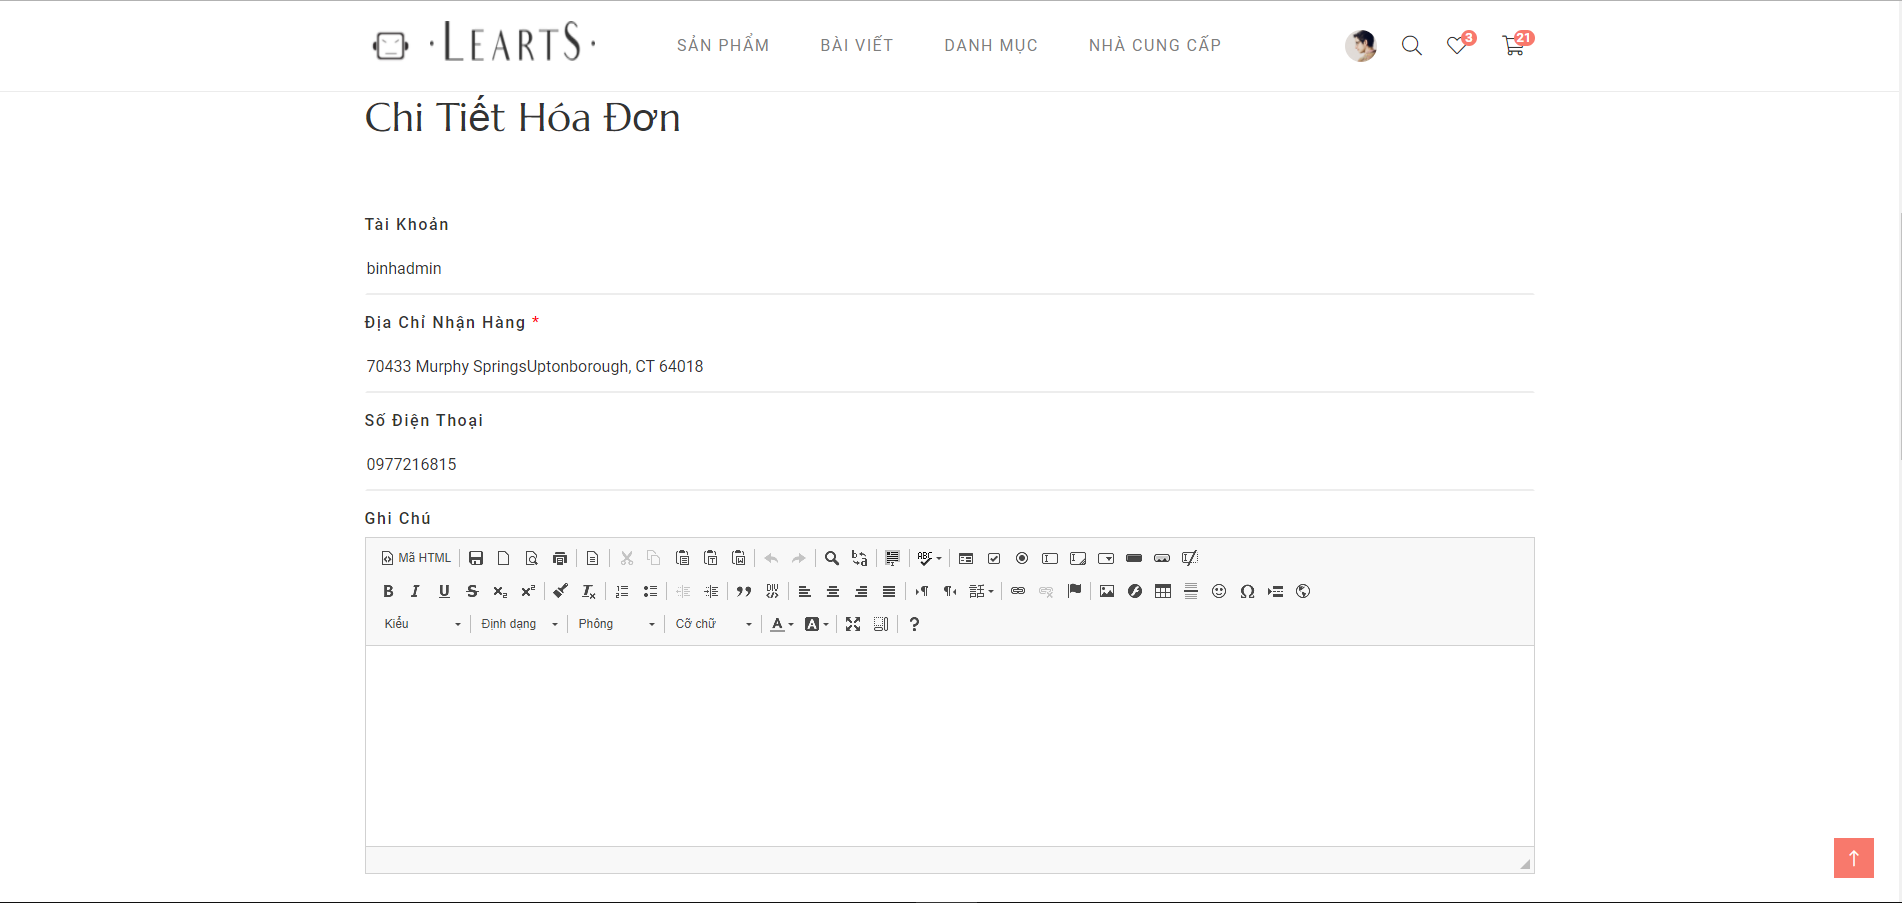 ·LEARTS·
SẢN PHẨM BÀI VIẾT DANH MỤC NHÀ CUNG CẤP
3
21
Chi Tiết Hóa Đơn
Tài Khoản
binhadmin
Địa Chỉ Nhận Hàng *
70433 Murphy SpringsUptonborough, CT 64018
Số Điện Thoại
0977216815
Ghi Chú
Mã HTML
Kiểu Định dạng Phông Cỡ chữ